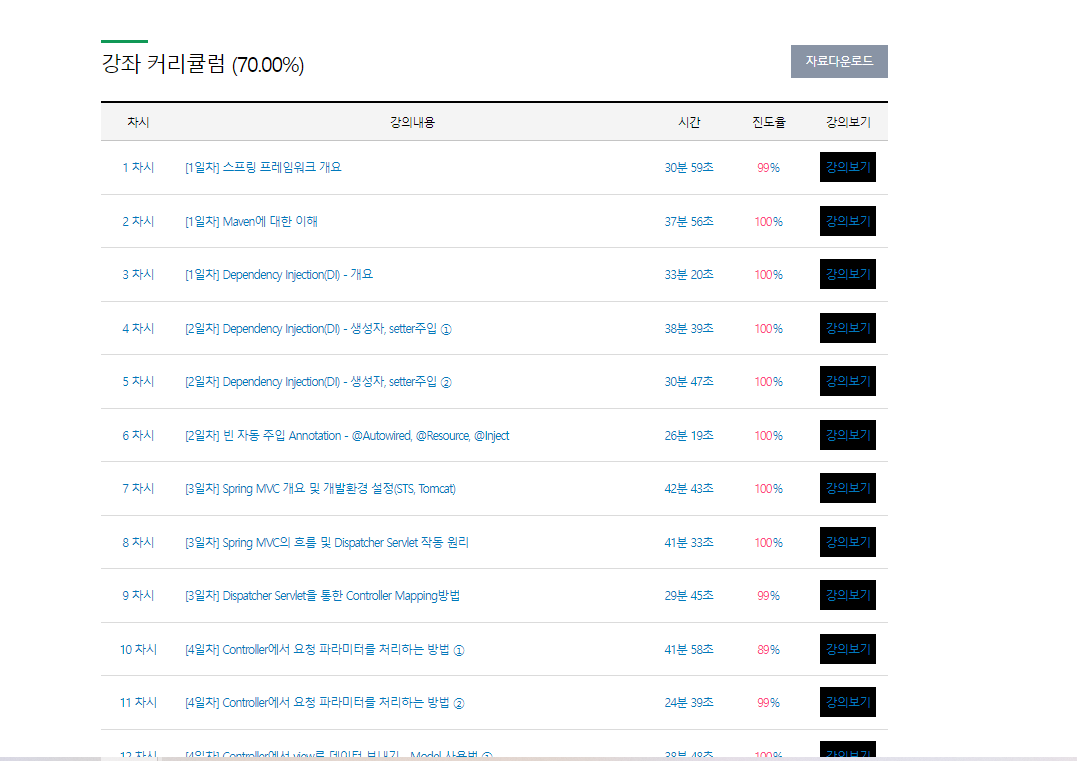 강좌 커리큘럼 (70.00%) 자료다운로드
차시 강의내용 시간 진도율 강의보기
1 차시 [1일차] 스프링 프레임워크 개요 30분 59초 99% 강의보기
2 차시 [1일차] Maven에 대한 이해 37분 56초 100% 강의보기
3 차시 [1일차] Dependency Injection(DI) - 개요 33분 20초 100% 강의보기
4 차시 [2일차] Dependency Injection(DI) - 생성자, setter주입 ① 38분 39초 100% 강의보기
5 차시 [2일차] Dependency Injection(DI) - 생성자, setter주입 ② 30분 47초 100% 강의보기
6 차시 [2일차] 빈 자동 주입 Annotation - @Autowired, @Resource, @Inject 26분 19초 100% 강의보기
7 차시 [3일차] Spring MVC 개요 및 개발환경 설정(STS, Tomcat) 42분 43초 100% 강의보기
8 차시 [3일차] Spring MVC의 흐름 및 Dispatcher Servlet 작동 원리 41분 33초 100% 강의보기
9 차시 [3일차] Dispatcher Servlet을 통한 Controller Mapping방법 29분 45초 99% 강의보기
10 차시 [4일차] Controller에서 요청 파라미터를 처리하는 방법 ① 41분 58초 89% 강의보기
11 차시 [4일차] Controller에서 요청 파라미터를 처리하는 방법 ② 24분 39초 99% 강의보기
12 차시 [4일차] Controller에서 view로 데이터 보내기 - Model 사용법 ① 38분 48초 100% 강의보기